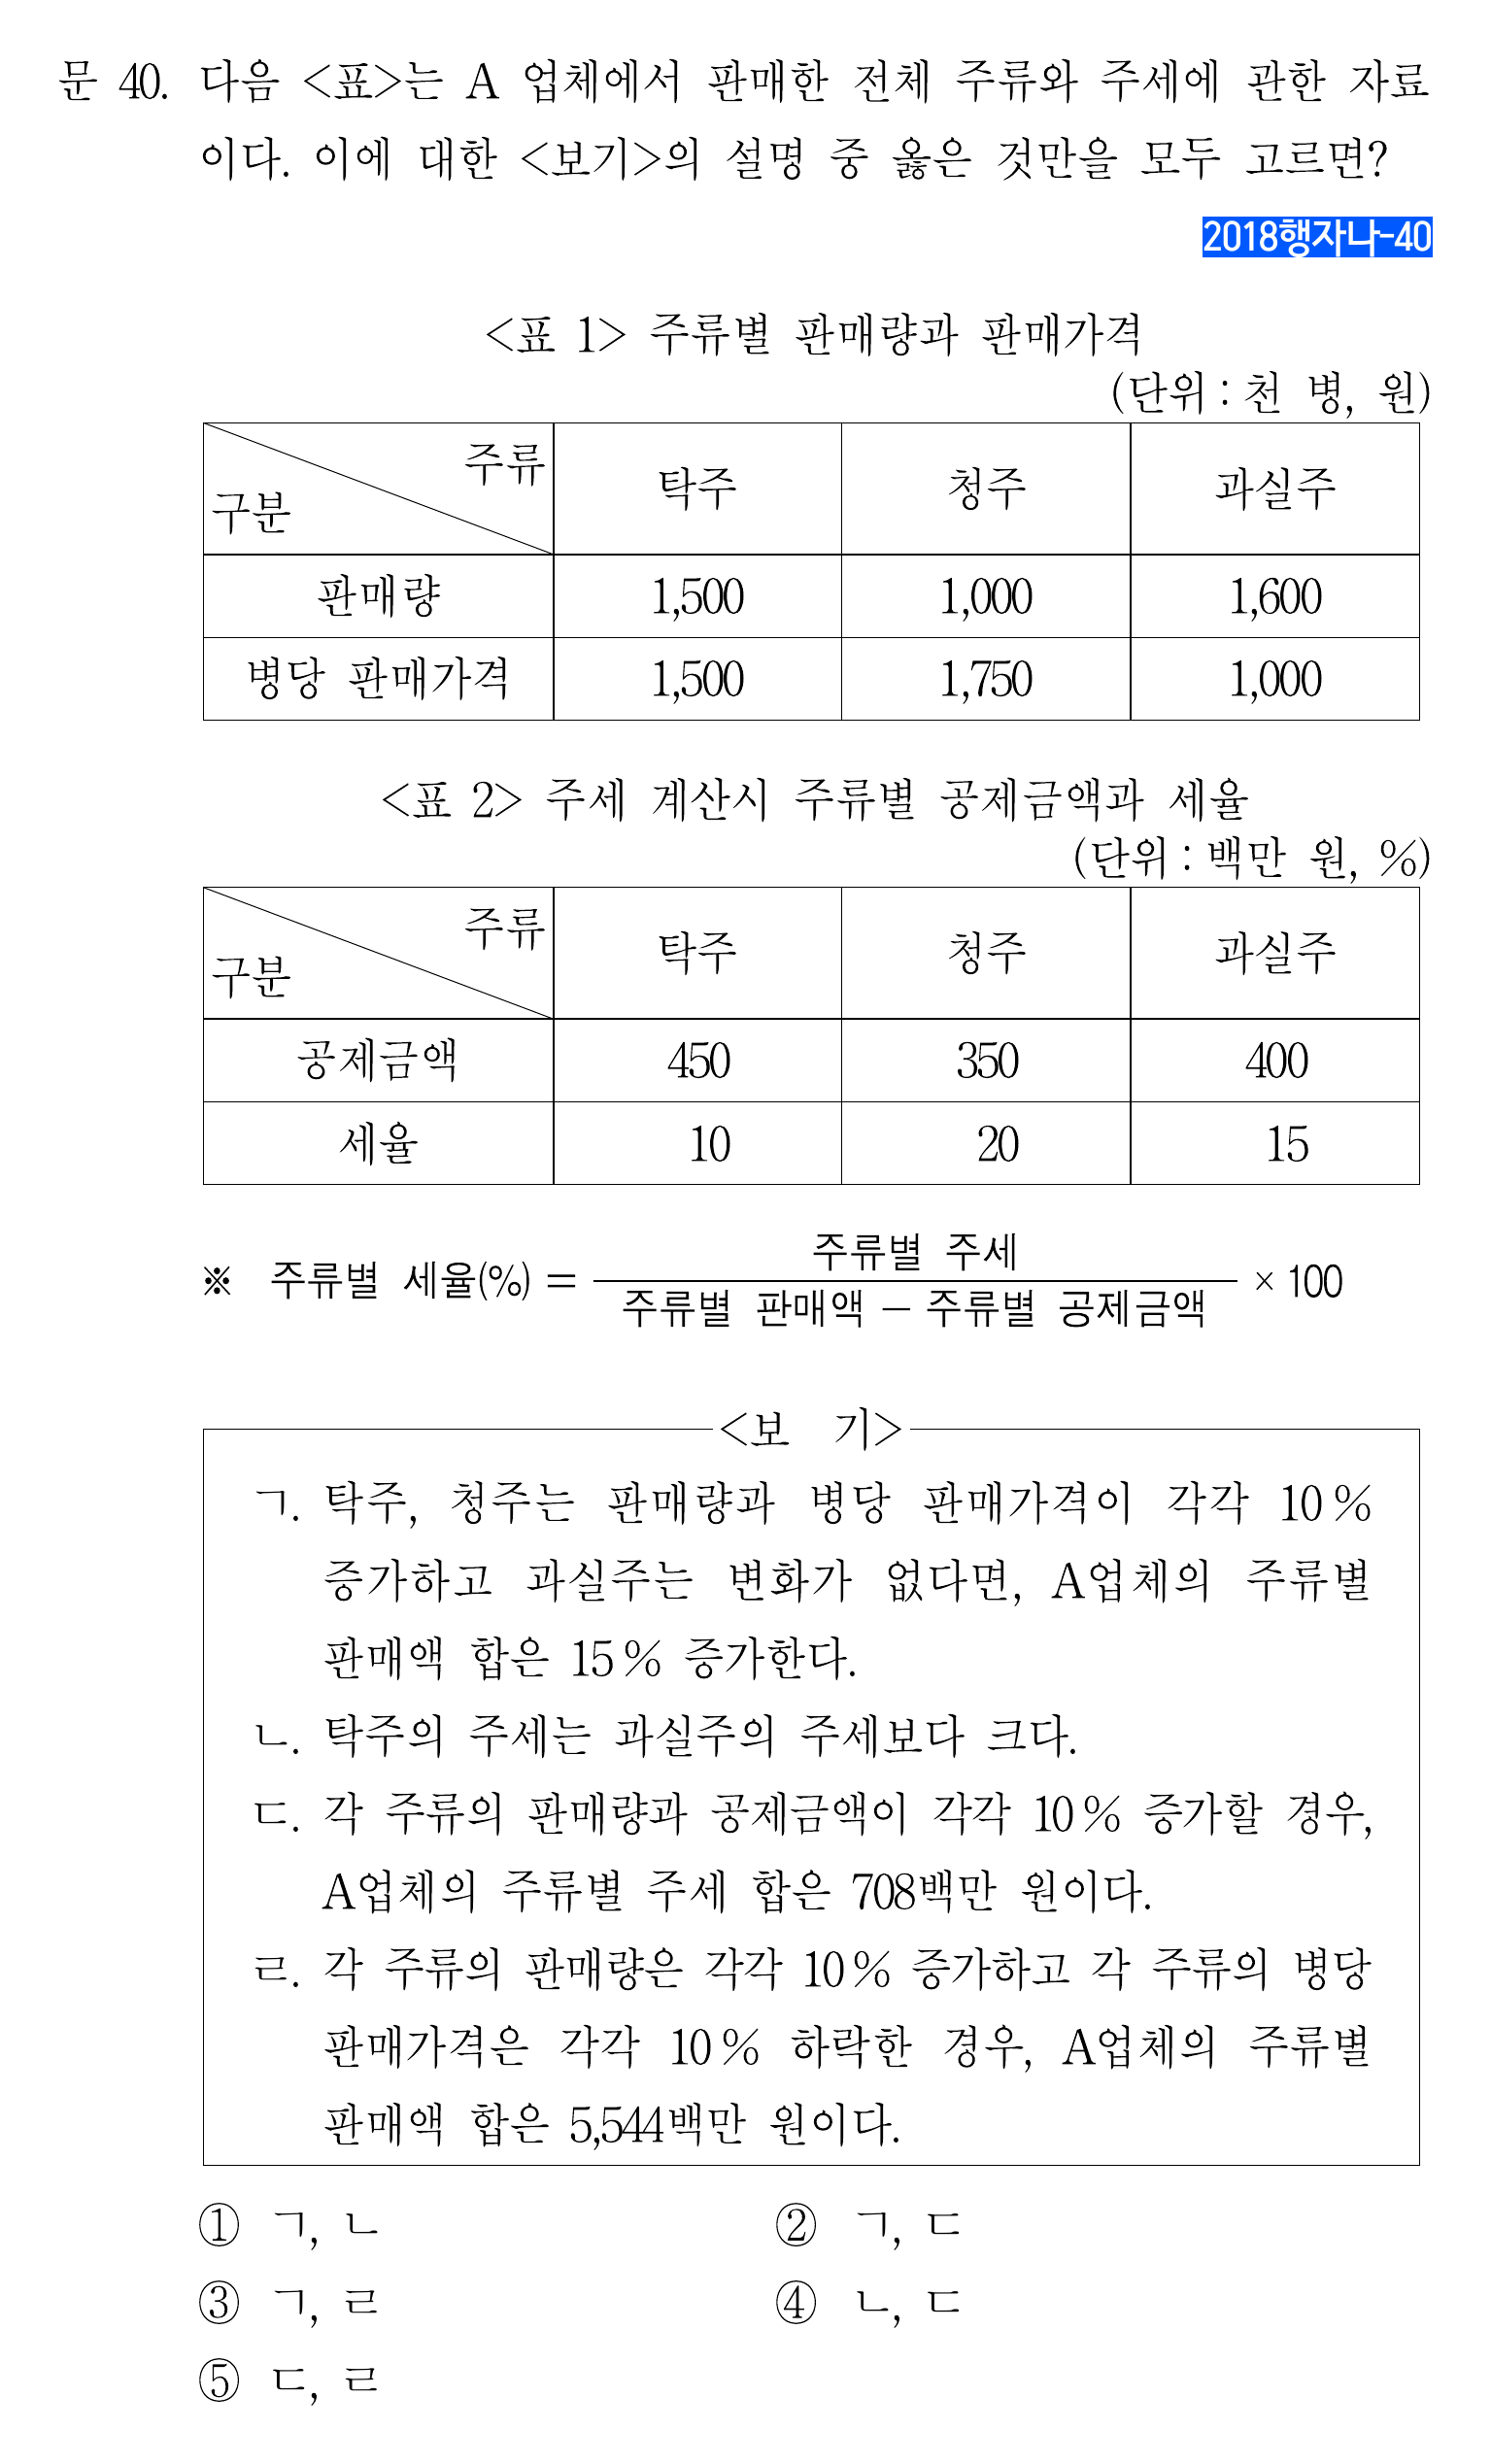 문 40. 다음 <표>는 A 업체에서 판매한 전체 주류와 주세에 관한 자료
이다. 이에 대한 <보기>의 설명 중 옳은 것만을 모두 고르면?
2018행자나-40
<표 1> 주류별 판매량과 판매가격
(단위 : 천 병, 원)
주류
구분
탁주 청주 과실주
판매량 1,500 1,000 1,600
병당 판매가격 1,500 1,750 1,000
<표 2> 주세 계산시 주류별 공제금액과 세율
(단위 : 백만 원, %)
주류
구분
탁주 청주 과실주
공제금액 450 350 400
세율 10 20 15
주류별 주세
※ 주류별 세율(%) = × 100
주류별 판매액 – 주류별 공제금액
<보 기>
ㄱ. 탁주, 청주는 판매량과 병당 판매가격이 각각 10 %
증가하고 과실주는 변화가 없다면, A업체의 주류별
판매액 합은 15 % 증가한다.
ㄴ. 탁주의 주세는 과실주의 주세보다 크다.
ㄷ. 각 주류의 판매량과 공제금액이 각각 10 % 증가할 경우,
A업체의 주류별 주세 합은 708백만 원이다.
ㄹ. 각 주류의 판매량은 각각 10 % 증가하고 각 주류의 병당
판매가격은 각각 10 % 하락한 경우, A업체의 주류별
판매액 합은 5,544백만 원이다.
① ㄱ, ㄴ ② ㄱ, ㄷ
③ ㄱ, ㄹ ④ ㄴ, ㄷ
⑤ ㄷ, ㄹ